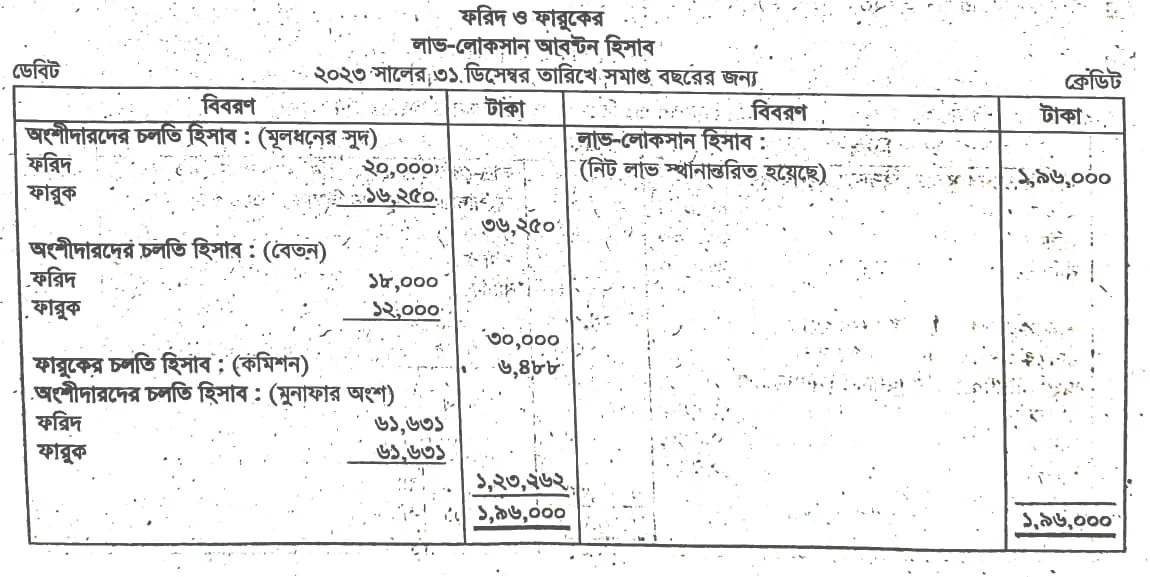 ফরিদ ও ফারুকের
লাভ-লোকসান আবণ্টন হিসাব
২০২৩ সালের ৩১ ডিসেম্বর তারিখে সমাপ্ত বছরের জন্য
ডেবিট ক্রেডিট
বিবরণ টাকা বিবরণ টাকা
অংশীদারদের চলতি হিসাব : (মূলধনের সুদ) লাভ-লোকসান হিসাব :
ফরিদ ২০,০০০ (নিট লাভ স্থানান্তরিত হয়েছে) ১,৯৬,০০০
ফারুক ১৬,২৫০
৩৬,২৫০
অংশীদারদের চলতি হিসাব : (বেতন)
ফরিদ ১৮,০০০
ফারুক ১২,০০০
৩০,০০০
ফারুকের চলতি হিসাব : (কমিশন) ৬,৪৮৮
অংশীদারদের চলতি হিসাব : (মুনাফার অংশ)
ফরিদ ৬১,৬৩১
ফারুক ৬১,৬৩১
১,২৩,২৬২
১,৯৬,০০০ ১,৯৬,০০০